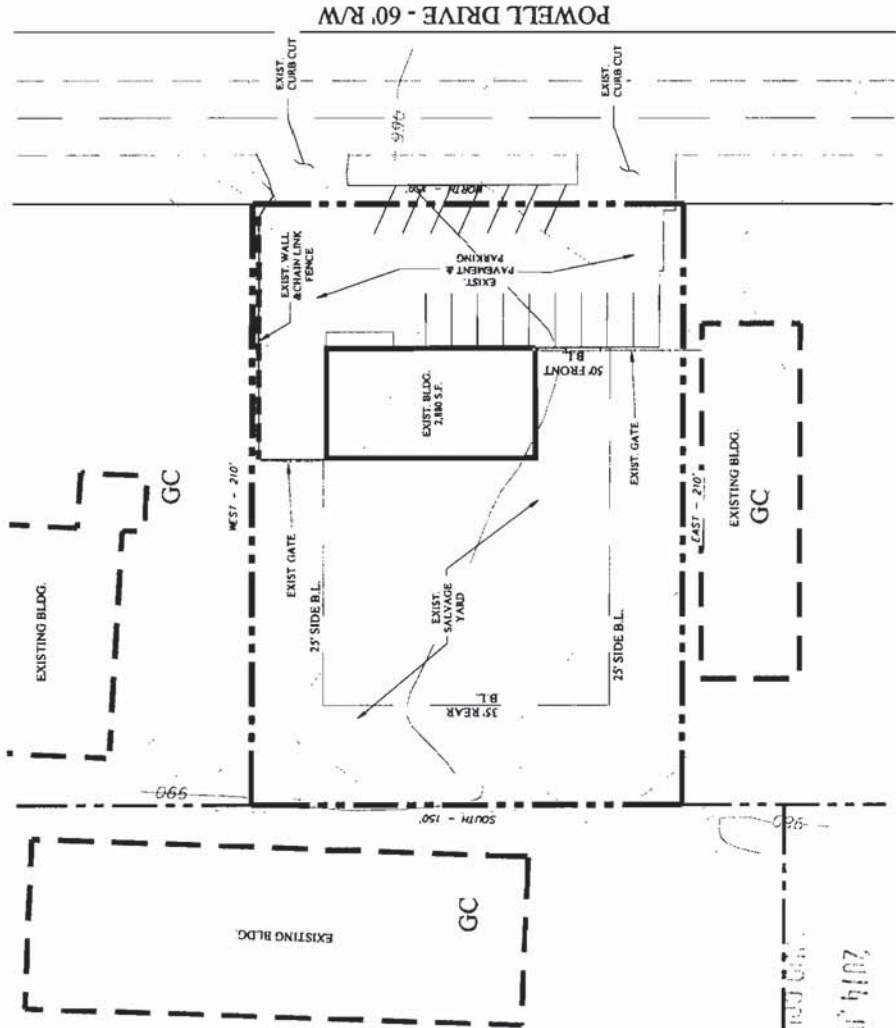 POWELL DRIVE - 60' R/W
EXIST.
CURB CUT
EXIST.
CURB CUT
996
NORTH - 150'
EXIST. WALL
&CHAIN LINK
FENCE
EXIST.
PAVEMENT &
PARKING
50' FRONT
B.L.
EXIST. BLDG.
2,880 S.F.
EXIST GATE
EXIST. GATE
WEST - 210'
EAST - 210'
25' SIDE B.L.
25' SIDE B.L.
EXIST.
SALVAGE
YARD
35' REAR
B.L.
SOUTH - 150'
EXISTING BLDG.
GC
EXISTING BLDG.
GC
EXISTING BLDG.
GC
990